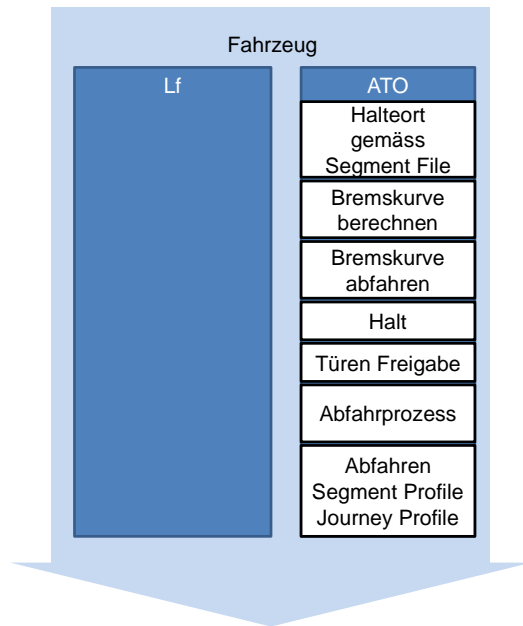 Fahrzeug
Lf
ATO
Halteort
gemäss
Segment File
Bremskurve
berechnen
Bremskurve
abfahren
Halt
Türen Freigabe
Abfahrprozess
Abfahren
Segment Profile
Journey Profile